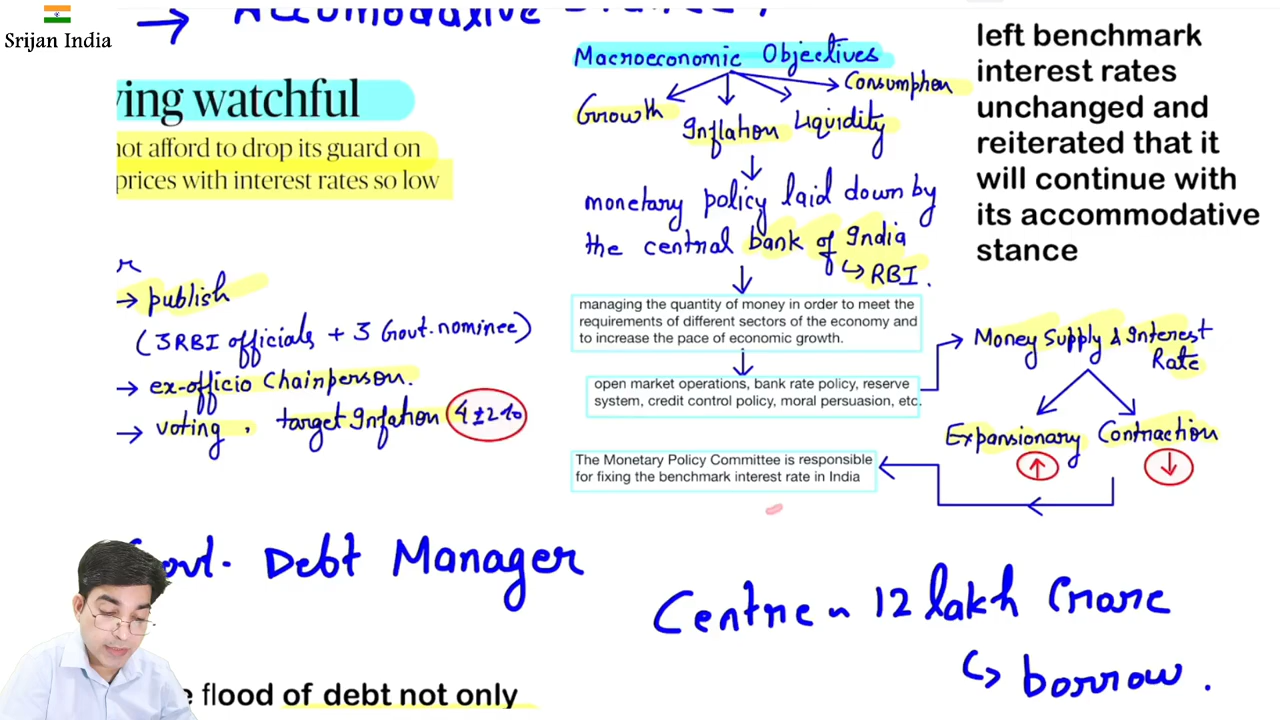 → Accomodative Stance :
Srijan India
ving watchful
not afford to drop its guard on
prices with interest rates so low
→ publish
(3 RBI officials + 3 Govt. nominee)
→ ex-officio Chairperson.
→ voting , target Inflation 4±2%
Macroeconomic Objectives
Growth Inflation Liquidity Consumption
monetary policy laid down by
the central bank of India
↳ RBI.
managing the quantity of money in order to meet the
requirements of different sectors of the economy and
to increase the pace of economic growth.
open market operations, bank rate policy, reserve
system, credit control policy, moral persuasion, etc.
The Monetary Policy Committee is responsible
for fixing the benchmark interest rate in India
left benchmark
interest rates
unchanged and
reiterated that it
will continue with
its accommodative
stance
Money Supply & Interest
Rate
Expansionary Contraction
↑ ↓
Govt. Debt Manager
Centre ~ 12 lakh Crore
↳ borrow.
e flood of debt not only